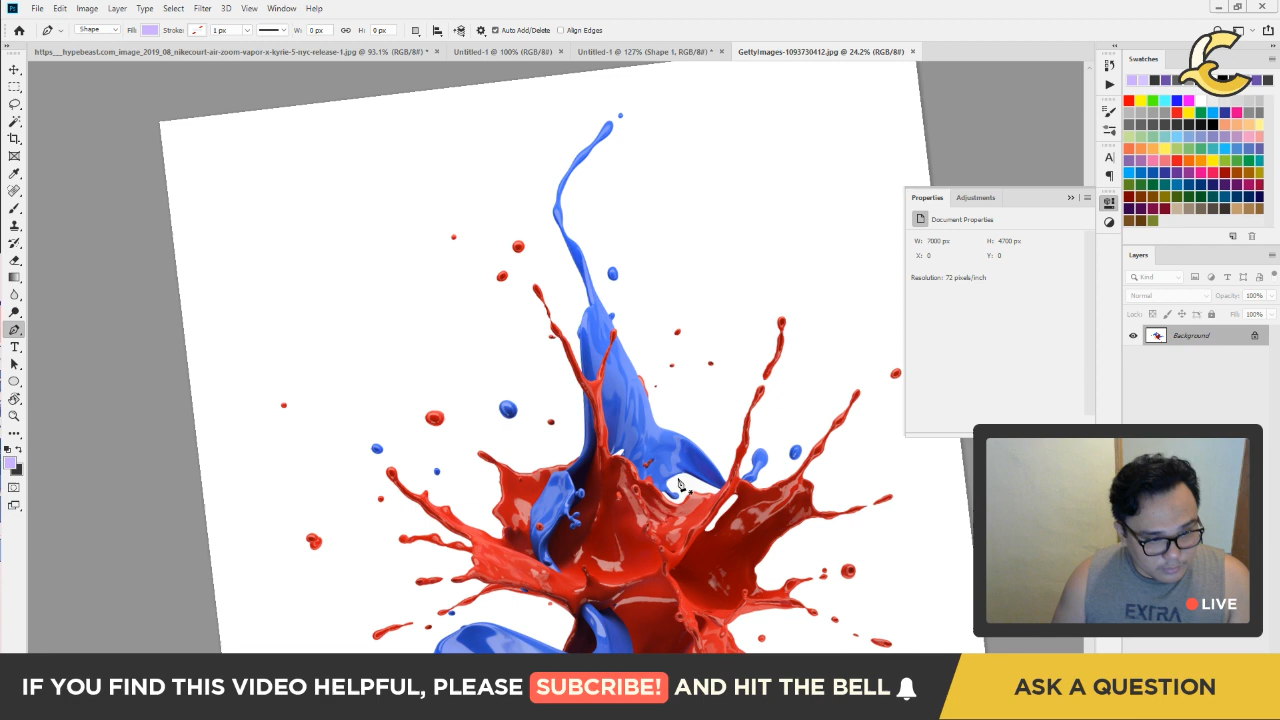 Ps File Edit Image Layer Type Select Filter 3D View Window Help
Shape Fill: Stroke: 1 px W: 0 px H: 0 px Auto Add/Delete Align Edges
https___hypebeast.com_image_2019_08_nikecourt-air-zoom-vapor-x-kyrie-5-nyc-release-1.jpg @ 93.1% (RGB/8#) * × Untitled-1 @ 100% (RGB/8#) × Untitled-1 @ 127% (Shape 1, RGB/8#) * × GettyImages-1093730412.jpg @ 24.2% (RGB/8#) ×
Swatches
Properties Adjustments
Document Properties
W: 7000 px H: 4700 px
X: 0 Y: 0
Resolution: 72 pixels/inch
Layers
Kind
Normal Opacity: 100%
Lock: Fill: 100%
Background
EXTRA
LIVE
IF YOU FIND THIS VIDEO HELPFUL, PLEASE SUBCRIBE! AND HIT THE BELL
ASK A QUESTION